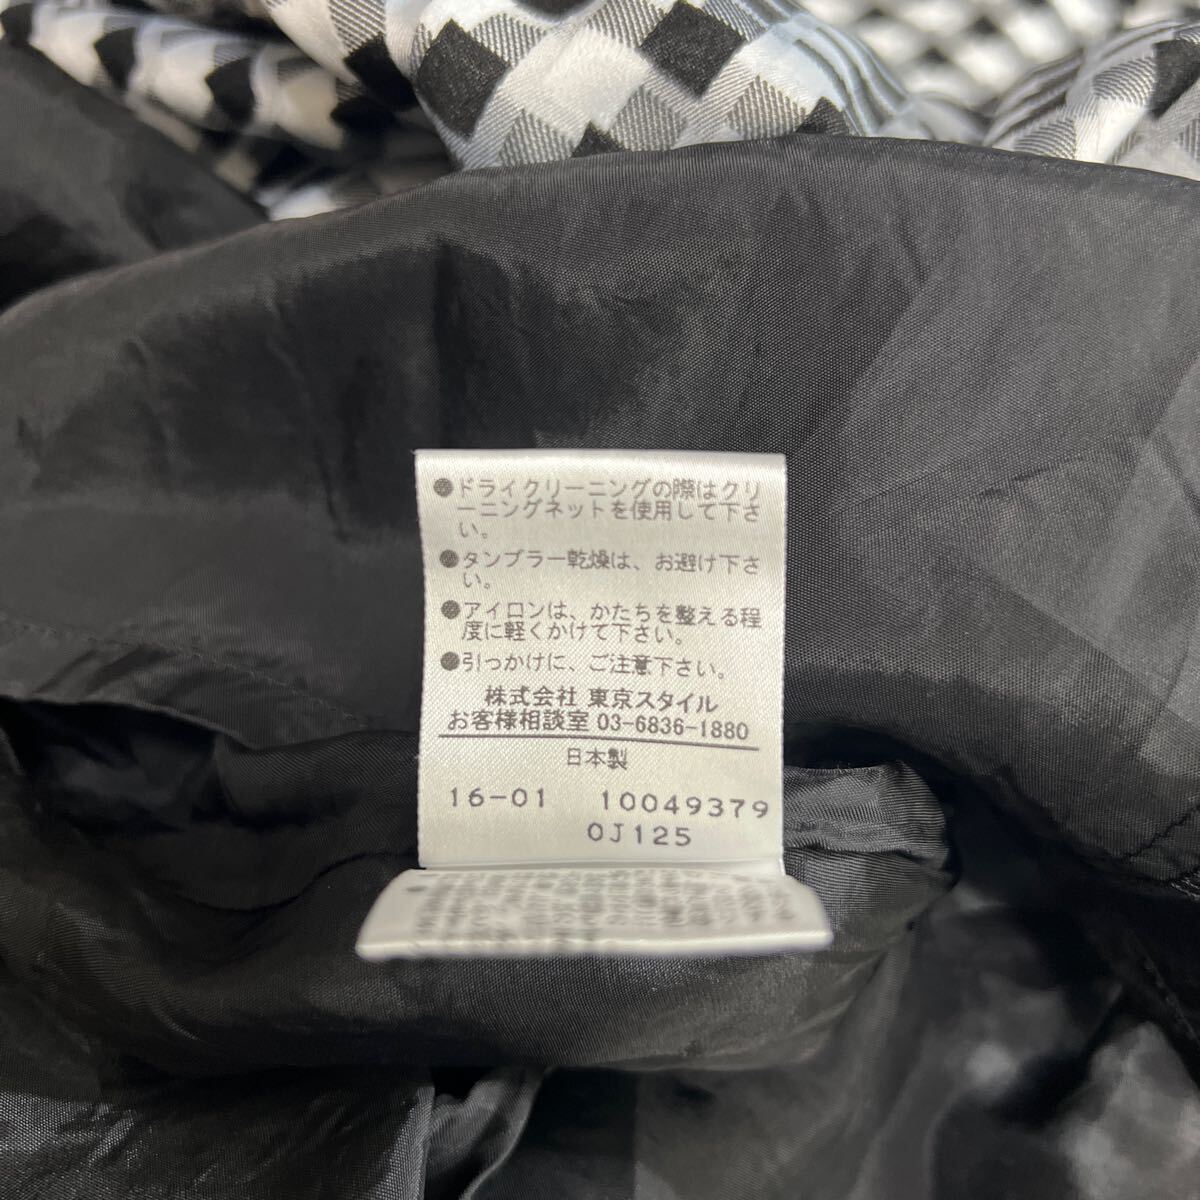 ●ドライクリーニングの際はクリ
ーニングネットを使用して下さ
い。
●タンブラー乾燥は、お避け下さ
い。
●アイロンは、かたちを整える程
度に軽くかけて下さい。
●引っかけに、ご注意下さい。
株式会社 東京スタイル
お客様相談室 03-6836-1880
日本製
16-01 10049379
0J125